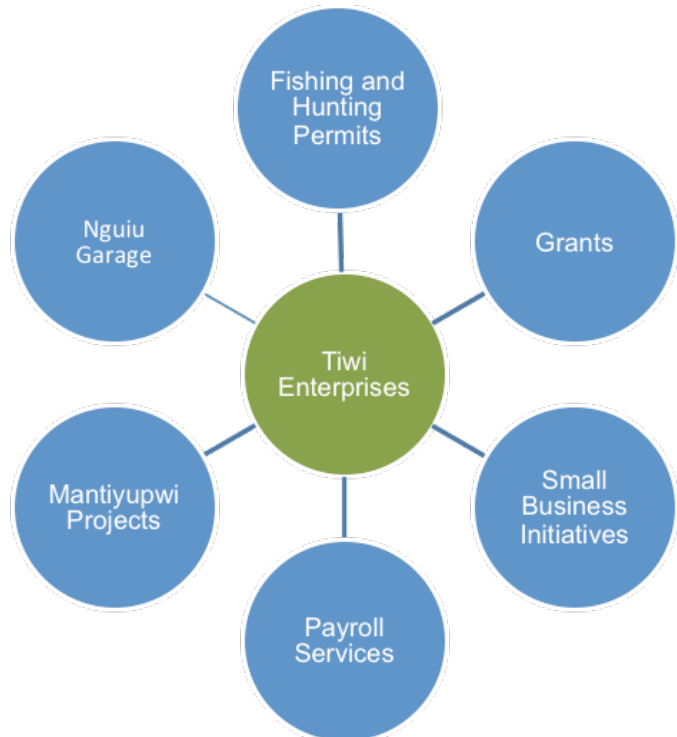 Fishing and
Hunting
Permits
Nguiu
Garage
Grants
Tiwi
Enterprises
Mantiyupwi
Projects
Small
Business
Initiatives
Payroll
Services